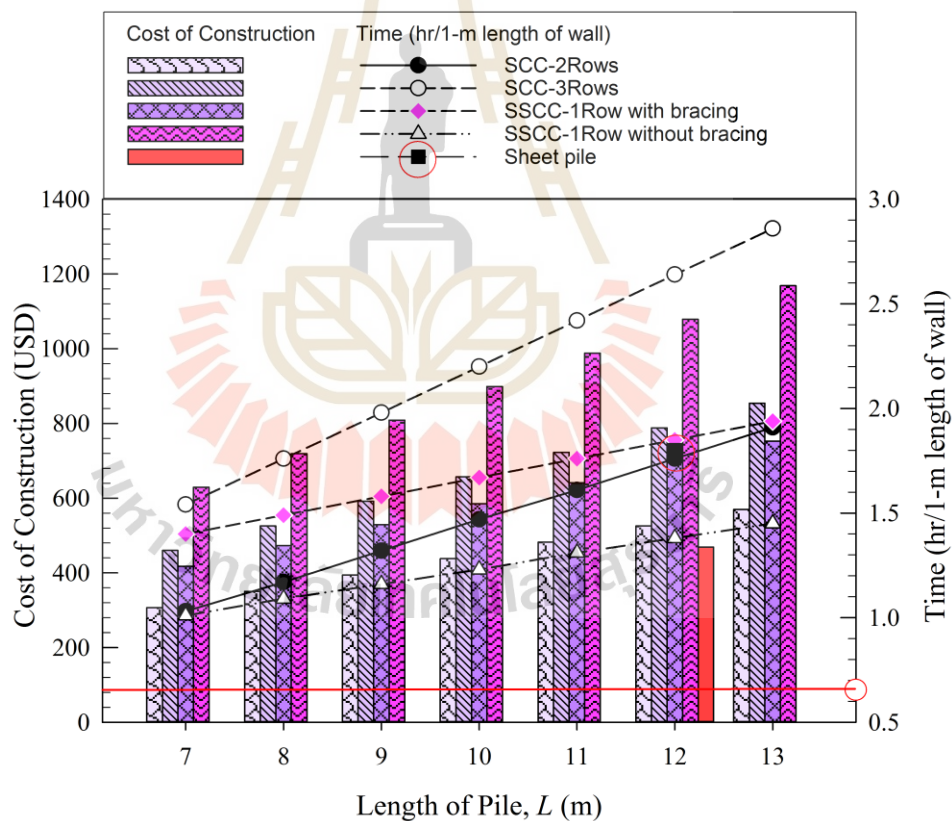 Cost of Construction
Time (hr/1-m length of wall)
SCC-2Rows
SCC-3Rows
SSCC-1Row with bracing
SSCC-1Row without bracing
Sheet pile
1400
1200
1000
800
600
400
200
0
Cost of Construction (USD)
3.0
2.5
2.0
1.5
1.0
0.5
Time (hr/1-m length of wall)
7 8 9 10 11 12 13
Length of Pile, L (m)